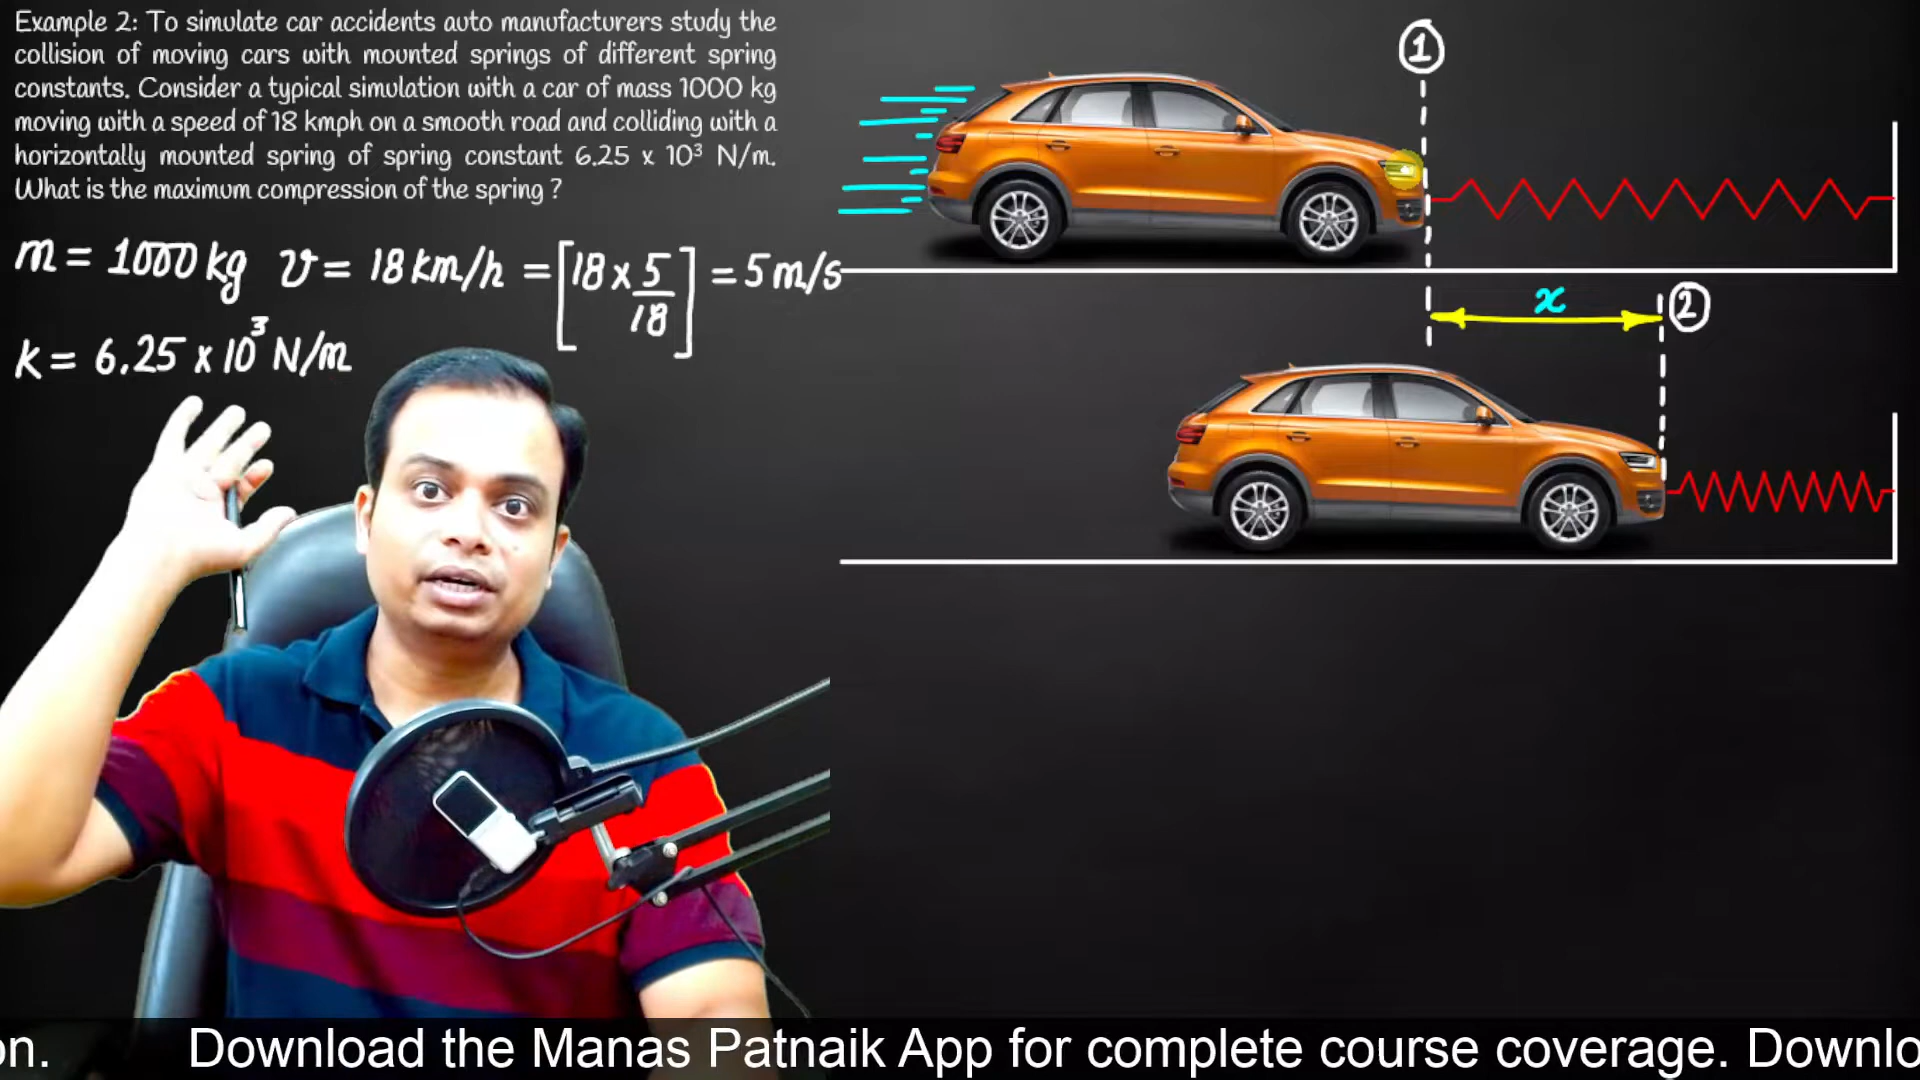 Example 2: To simulate car accidents auto manufacturers study the
collision of moving cars with mounted springs of different spring
constants. Consider a typical simulation with a car of mass 1000 kg
moving with a speed of 18 kmph on a smooth road and colliding with a
horizontally mounted spring of spring constant 6.25 x 10³ N/m.
What is the maximum compression of the spring ?
m = 1000 kg v = 18 km/h = [18 x 5/18] = 5 m/s
k = 6.25 x 10³ N/m
1
x
2
on. Download the Manas Patnaik App for complete course coverage. Downlo